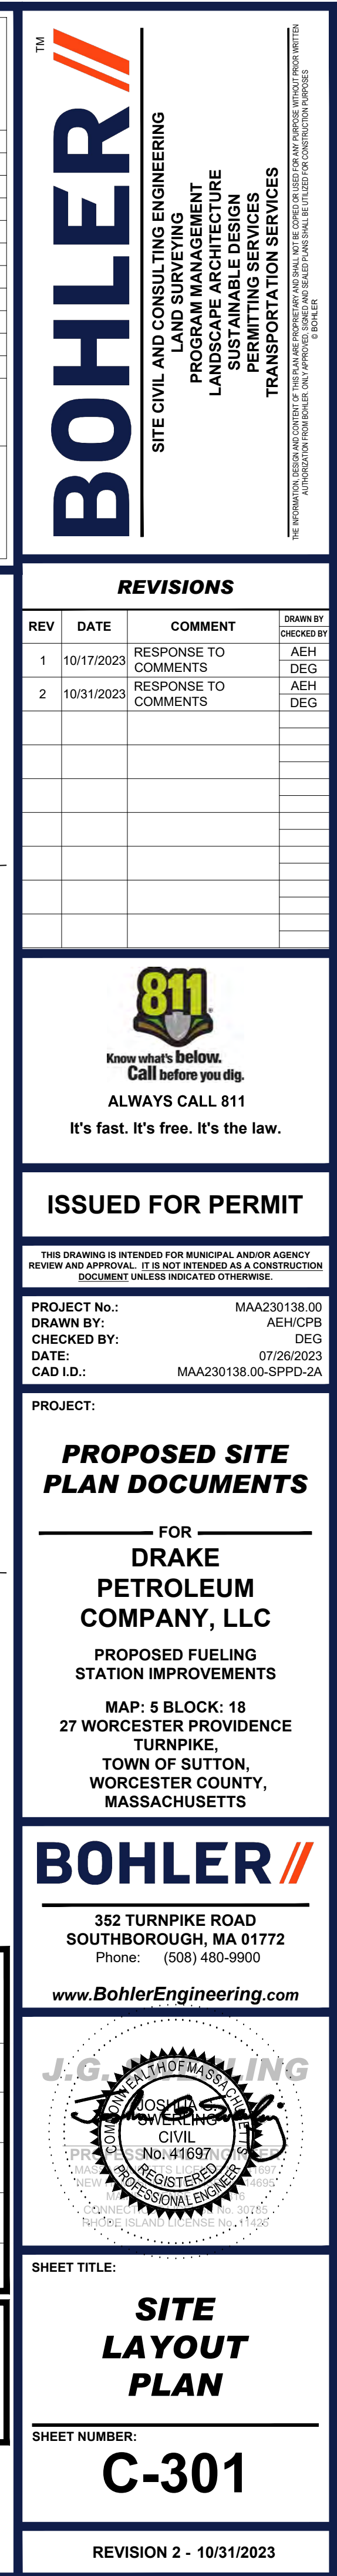 BOHLER//
TM
SITE CIVIL AND CONSULTING ENGINEERING
LAND SURVEYING
PROGRAM MANAGEMENT
LANDSCAPE ARCHITECTURE
SUSTAINABLE DESIGN
PERMITTING SERVICES
TRANSPORTATION SERVICES
THE INFORMATION, DESIGN AND CONTENT OF THIS PLAN ARE PROPRIETARY AND SHALL NOT BE COPIED OR USED FOR ANY PURPOSE WITHOUT PRIOR WRITTEN
AUTHORIZATION FROM BOHLER. ONLY APPROVED, SIGNED AND SEALED PLANS SHALL BE UTILIZED FOR CONSTRUCTION PURPOSES
© BOHLER
REVISIONS
REV DATE COMMENT DRAWN BY
CHECKED BY
1 10/17/2023 RESPONSE TO COMMENTS AEH
DEG
2 10/31/2023 RESPONSE TO COMMENTS AEH
DEG
811
Know what's below.
Call before you dig.
ALWAYS CALL 811
It's fast. It's free. It's the law.
ISSUED FOR PERMIT
THIS DRAWING IS INTENDED FOR MUNICIPAL AND/OR AGENCY
REVIEW AND APPROVAL. IT IS NOT INTENDED AS A CONSTRUCTION
DOCUMENT UNLESS INDICATED OTHERWISE.
PROJECT No.: MAA230138.00
DRAWN BY: AEH/CPB
CHECKED BY: DEG
DATE: 07/26/2023
CAD I.D.: MAA230138.00-SPPD-2A
PROJECT:
PROPOSED SITE
PLAN DOCUMENTS
FOR
DRAKE
PETROLEUM
COMPANY, LLC
PROPOSED FUELING
STATION IMPROVEMENTS
MAP: 5 BLOCK: 18
27 WORCESTER PROVIDENCE
TURNPIKE,
TOWN OF SUTTON,
WORCESTER COUNTY,
MASSACHUSETTS
BOHLER//
352 TURNPIKE ROAD
SOUTHBOROUGH, MA 01772
Phone: (508) 480-9900
www.BohlerEngineering.com
COMMONWEALTH OF MASSACHUSETTS
JOSHUA G.
SWERLING
CIVIL
No. 41697
REGISTERED
PROFESSIONAL ENGINEER
RHODE ISLAND LICENSE No.
SHEET TITLE:
SITE
LAYOUT
PLAN
SHEET NUMBER:
C-301
REVISION 2 - 10/31/2023